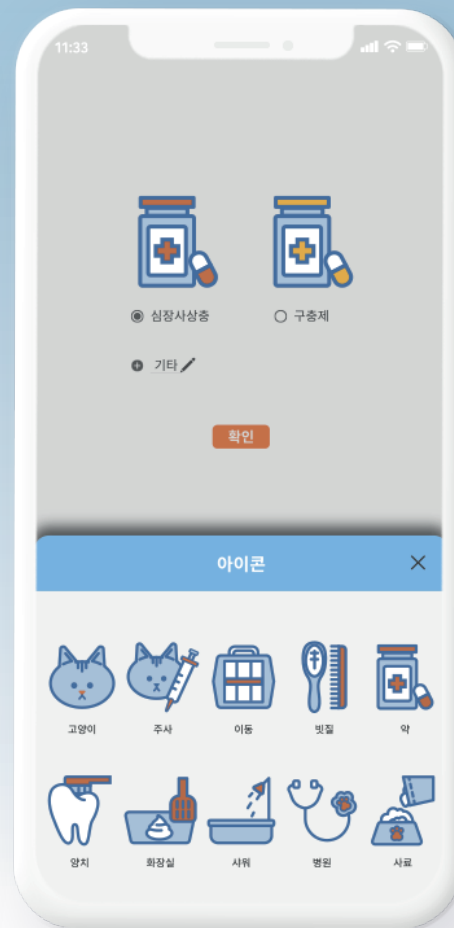 11:33
심장사상충
구충제
기타
확인
아이콘
고양이
주사
이동
빗질
약
양치
화장실
샤워
병원
사료